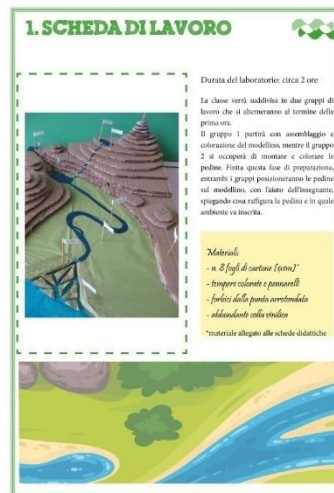 1. SCHEDA DI LAVORO
Durata del laboratorio: circa 2 ore
La classe verrà suddivisa in due gruppi di
lavoro che si alterneranno al termine della
prima ora.
Il gruppo 1 partirà con assemblaggio e
colorazione del modellino, mentre il gruppo
2 si occuperà di montare e colorare le
pedine. Finita questa fase di preparazione,
entrambi i gruppi posizioneranno le pedine
sul modellino, con l'aiuto dell'insegnante,
spiegando cosa raffigura la pedina e in quale
ambiente va inserita.
Materiali:
- n. 8 fogli di cartone (50x70)*
- tempere colorate e pennarelli
- forbici dalla punta arrotondata
- abbondante colla vinilica
*materiale allegato alle schede didattiche